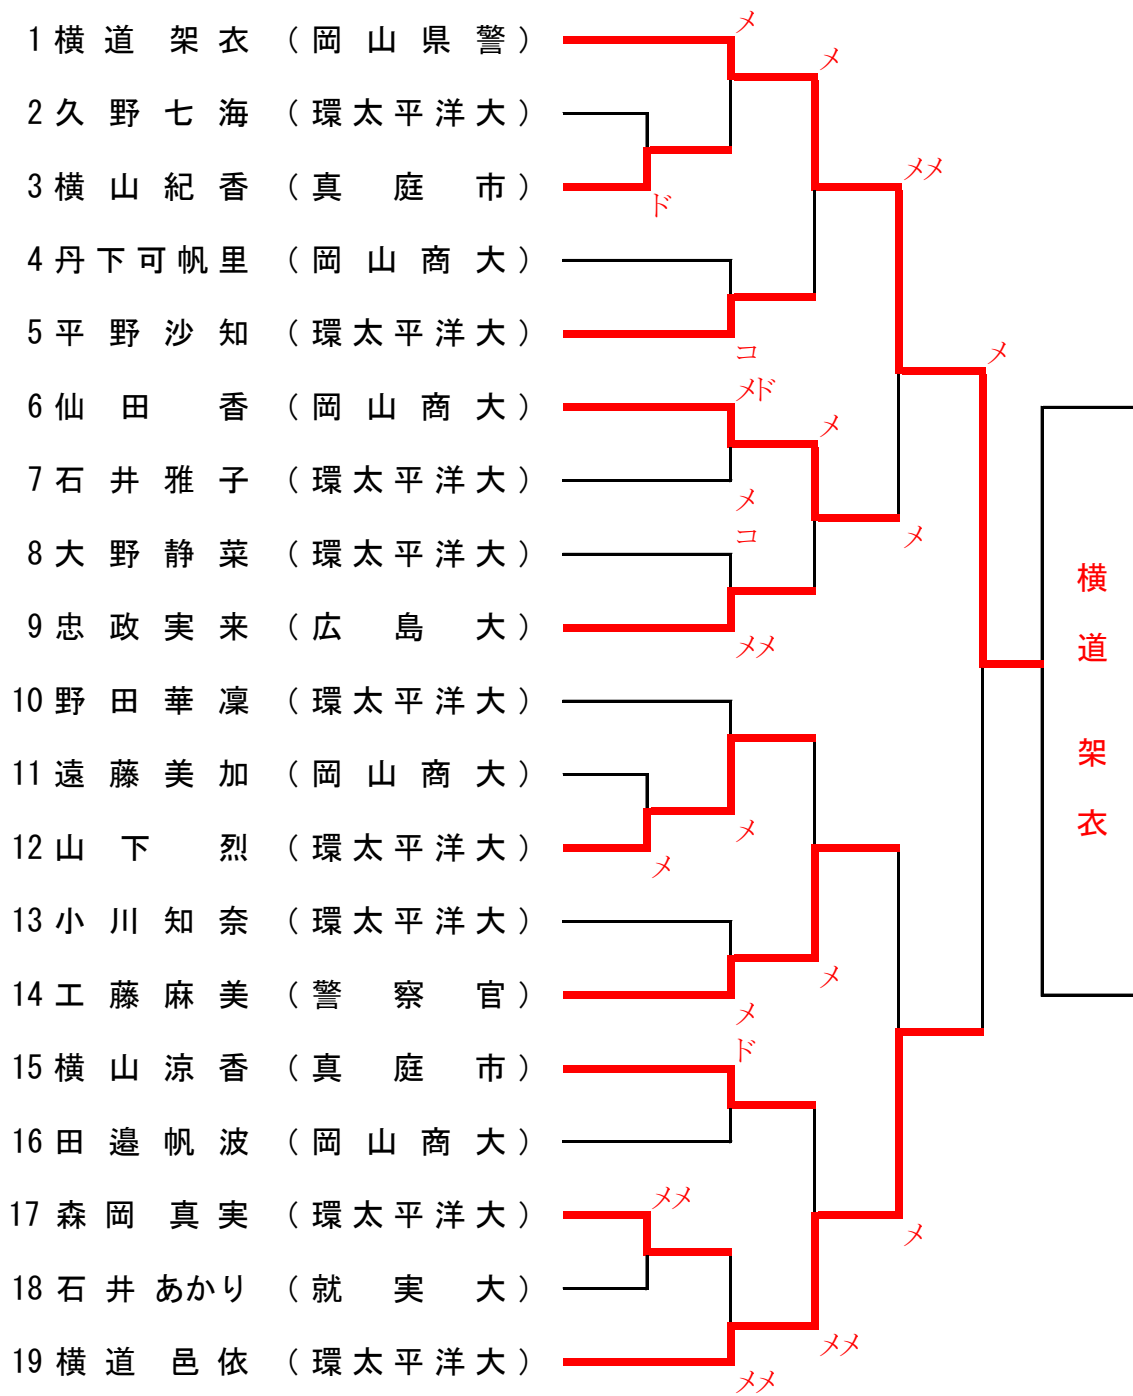 メ
1 横道 架衣 (岡山県警)
メ
2 久野七海 (環太平洋大)
メメ
3 横山紀香 (真庭市)
ド
4 丹下可帆里 (岡山商大)
5 平野沙知 (環太平洋大)
コ
メ
メド
6 仙田 香 (岡山商大)
メ
7 石井雅子 (環太平洋大)
メ
コ
メ
8 大野静菜 (環太平洋大)
9 忠政実来 (広島大)
メメ
横道 架衣
10 野田華凜 (環太平洋大)
11 遠藤美加 (岡山商大)
メ
12 山下 烈 (環太平洋大)
メ
13 小川知奈 (環太平洋大)
メ
14 工藤麻美 (警察官)
メ
ド
15 横山涼香 (真庭市)
16 田邉帆波 (岡山商大)
メメ
17 森岡 真実 (環太平洋大)
メ
18 石井あかり (就実大)
メメ
19 横道邑依 (環太平洋大)
メメ